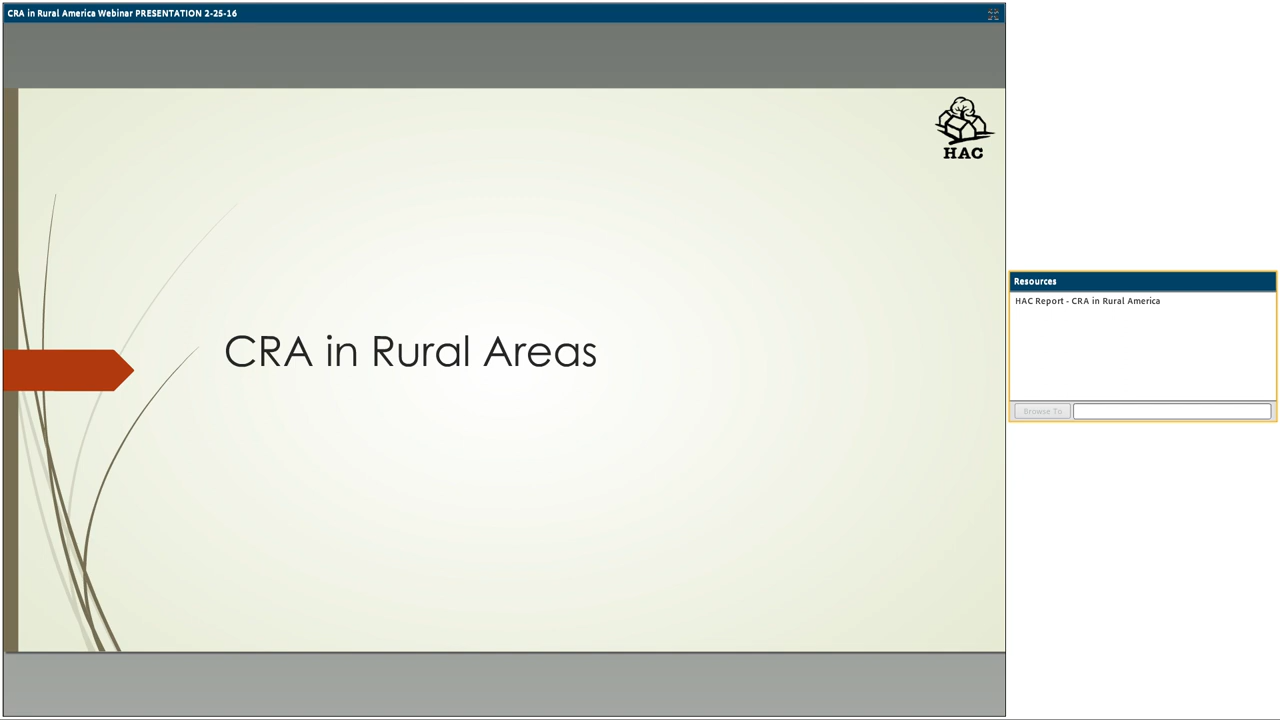 CRA in Rural America Webinar PRESENTATION 2-25-16
HAC
CRA in Rural Areas
Resources
HAC Report - CRA in Rural America
Browse To